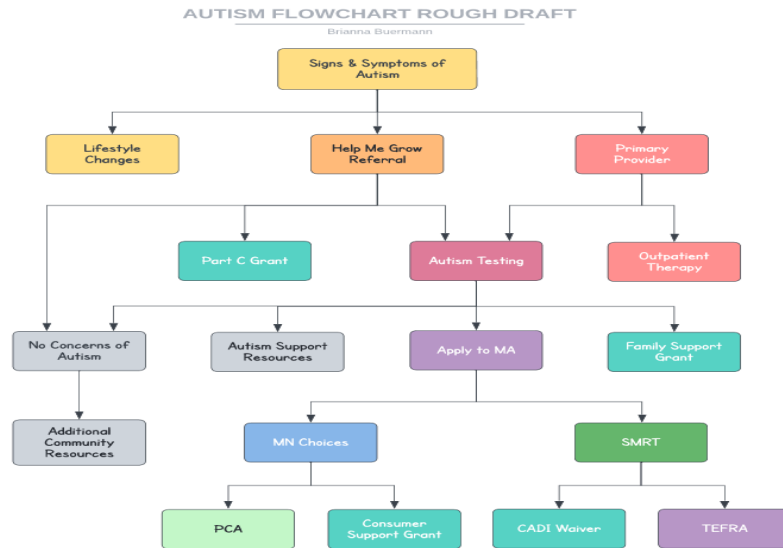 AUTISM FLOWCHART ROUGH DRAFT
Brianna Buermann
Signs & Symptoms of
Autism
Lifestyle
Changes
Help Me Grow
Referral
Primary
Provider
Part C Grant
Autism Testing
Outpatient
Therapy
No Concerns of
Autism
Autism Support
Resources
Apply to MA
Family Support
Grant
Additional
Community
Resources
MN Choices
SMRT
PCA
Consumer
Support Grant
CADI Waiver
TEFRA